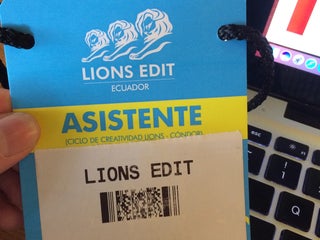 LIONS EDIT
ECUADOR
ASISTENTE
(CICLO DE CREATIVIDAD LIONS - CÓNDOR)
LIONS EDIT